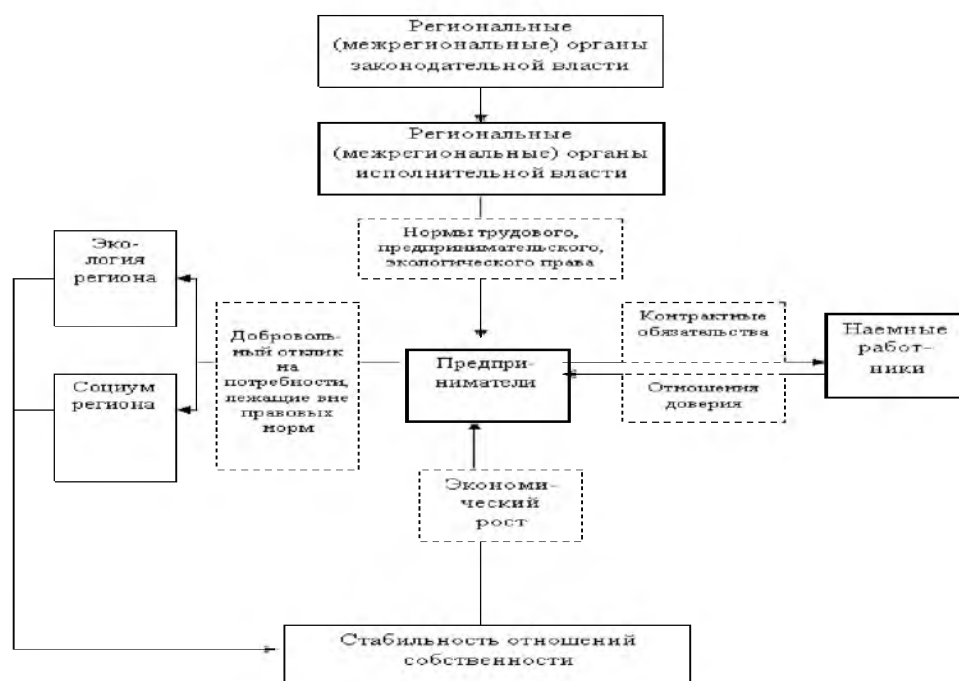 Региональные
(межрегиональные) органы
законодательной власти
Региональные
(межрегиональные) органы
исполнительной власти
Нормы трудового,
предпринимательского,
экологического права
Эко-
логия
региона
Социум
региона
Доброволь-
ный отклик
на
потребности,
лежащие вне
правовых
норм
Предпри-
ниматели
Контрактные
обязательства
Отношения
доверия
Наемные
работ-
ники
Экономи-
ческий
рост
Стабильность отношений
собственности